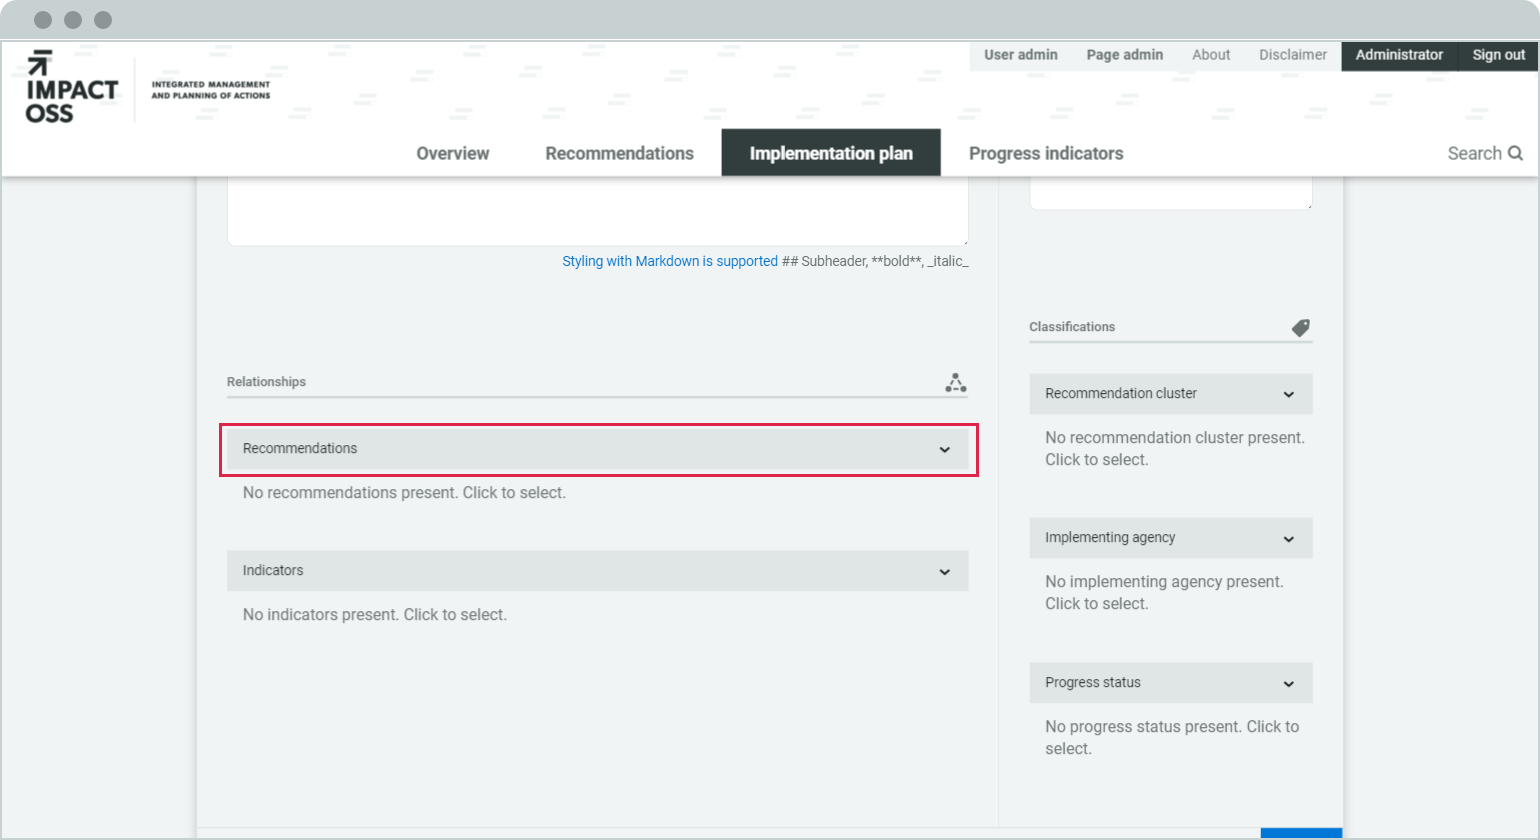 User admin Page admin About Disclaimer Administrator Sign out
IMPACT
OSS
INTEGRATED MANAGEMENT
AND PLANNING OF ACTIONS
Overview Recommendations Implementation plan Progress indicators Search
Styling with Markdown is supported ## Subheader, **bold**, _italic_
Relationships
Recommendations
No recommendations present. Click to select.
Indicators
No indicators present. Click to select.
Classifications
Recommendation cluster
No recommendation cluster present.
Click to select.
Implementing agency
No implementing agency present.
Click to select.
Progress status
No progress status present. Click to
select.